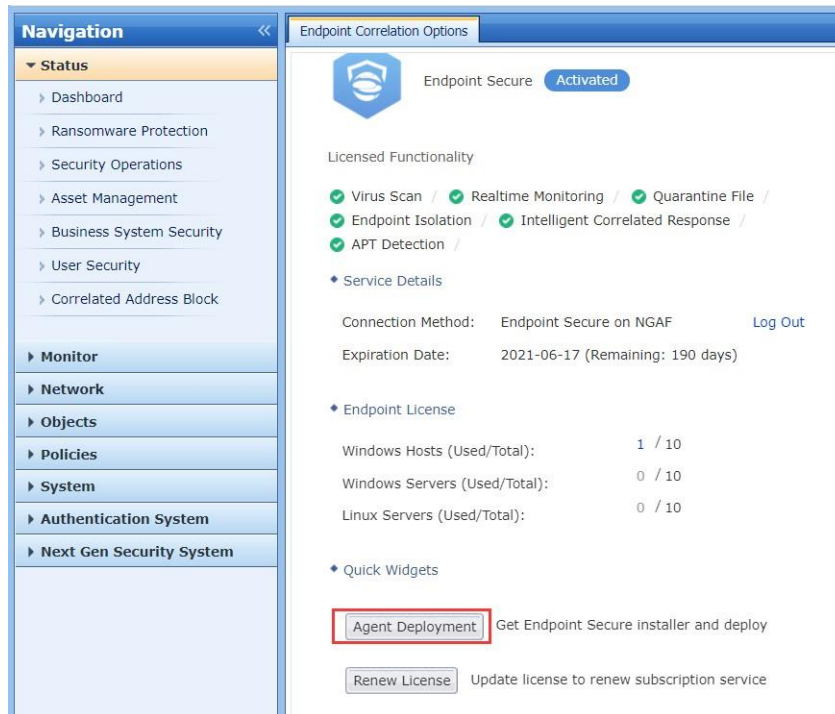 Navigation
Status
Dashboard
Ransomware Protection
Security Operations
Asset Management
Business System Security
User Security
Correlated Address Block
Monitor
Network
Objects
Policies
System
Authentication System
Next Gen Security System
Endpoint Correlation Options
Endpoint Secure Activated
Licensed Functionality
Virus Scan / Realtime Monitoring / Quarantine File /
Endpoint Isolation / Intelligent Correlated Response /
APT Detection /
Service Details
Connection Method: Endpoint Secure on NGAF Log Out
Expiration Date: 2021-06-17 (Remaining: 190 days)
Endpoint License
Windows Hosts (Used/Total): 1 / 10
Windows Servers (Used/Total): 0 / 10
Linux Servers (Used/Total): 0 / 10
Quick Widgets
Agent Deployment Get Endpoint Secure installer and deploy
Renew License Update license to renew subscription service